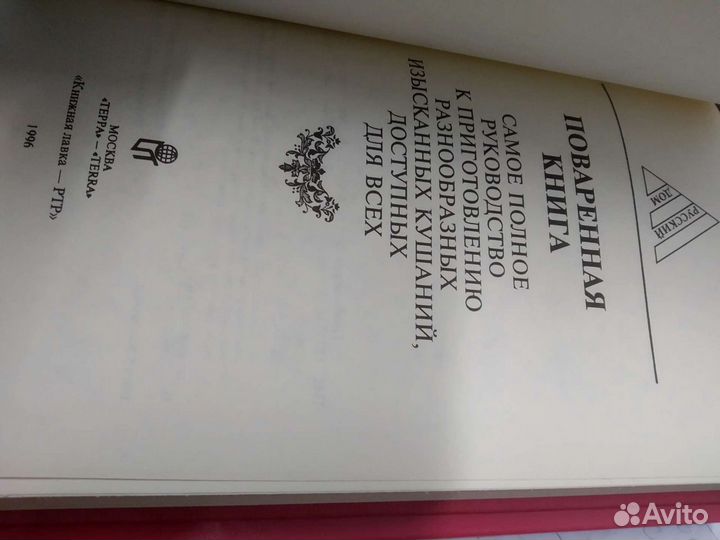 РУССКИЙ
ДОМ
ПОВАРЕННАЯ
КНИГА
САМОЕ ПОЛНОЕ
РУКОВОДСТВО
К ПРИГОТОВЛЕНИЮ
РАЗНООБРАЗНЫХ
ИЗЫСКАННЫХ КУШАНИЙ,
ДОСТУПНЫХ
ДЛЯ ВСЕХ
МОСКВА
«ТЕРРА» — «TERRA»
«Книжная лавка — РТР»
1996
Avito